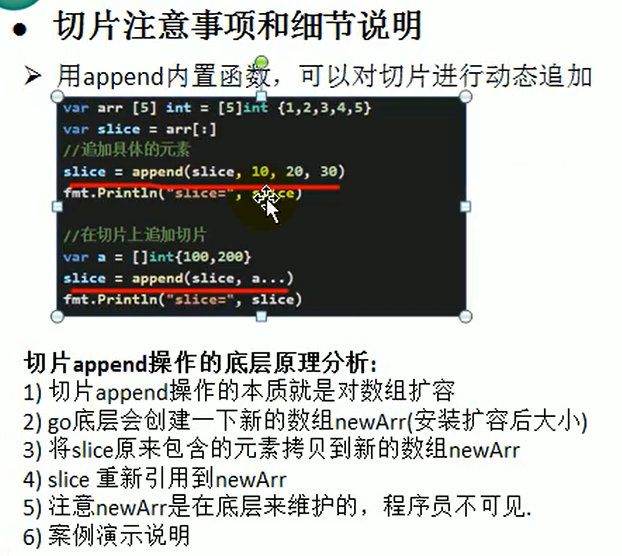 ● 切片注意事项和细节说明
➢ 用append内置函数，可以对切片进行动态追加
var arr [5] int = [5]int {1,2,3,4,5}
var slice = arr[:]
//追加具体的元素
slice = append(slice, 10, 20, 30)
fmt.Println("slice=", slice)
//在切片上追加切片
var a = []int{100,200}
slice = append(slice, a...)
fmt.Println("slice=", slice)
切片append操作的底层原理分析:
1) 切片append操作的本质就是对数组扩容
2) go底层会创建一下新的数组newArr(安装扩容后大小)
3) 将slice原来包含的元素拷贝到新的数组newArr
4) slice 重新引用到newArr
5) 注意newArr是在底层来维护的，程序员不可见.
6) 案例演示说明